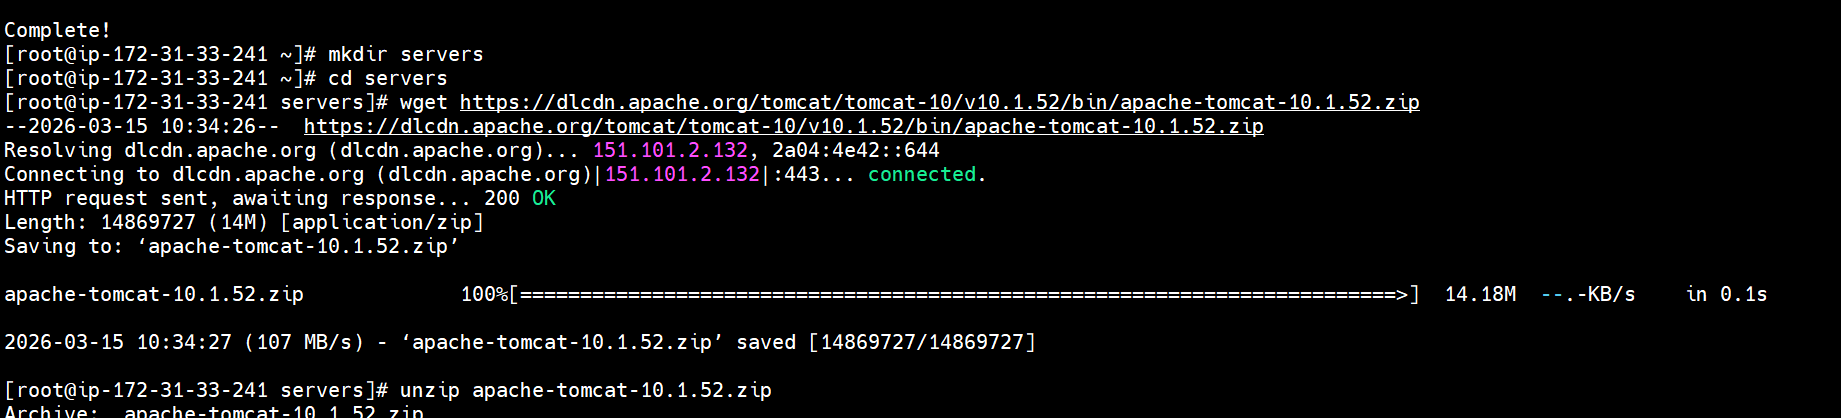 Complete!
[root@ip-172-31-33-241 ~]# mkdir servers
[root@ip-172-31-33-241 ~]# cd servers
[root@ip-172-31-33-241 servers]# wget https://dlcdn.apache.org/tomcat/tomcat-10/v10.1.52/bin/apache-tomcat-10.1.52.zip
--2026-03-15 10:34:26--  https://dlcdn.apache.org/tomcat/tomcat-10/v10.1.52/bin/apache-tomcat-10.1.52.zip
Resolving dlcdn.apache.org (dlcdn.apache.org)... 151.101.2.132, 2a04:4e42::644
Connecting to dlcdn.apache.org (dlcdn.apache.org)|151.101.2.132|:443... connected.
HTTP request sent, awaiting response... 200 OK
Length: 14869727 (14M) [application/zip]
Saving to: ‘apache-tomcat-10.1.52.zip’
apache-tomcat-10.1.52.zip             100%[=========================================================================>]  14.18M  --.-KB/s    in 0.1s
2026-03-15 10:34:27 (107 MB/s) - ‘apache-tomcat-10.1.52.zip’ saved [14869727/14869727]
[root@ip-172-31-33-241 servers]# unzip apache-tomcat-10.1.52.zip
Archive:  apache-tomcat-10.1.52.zip